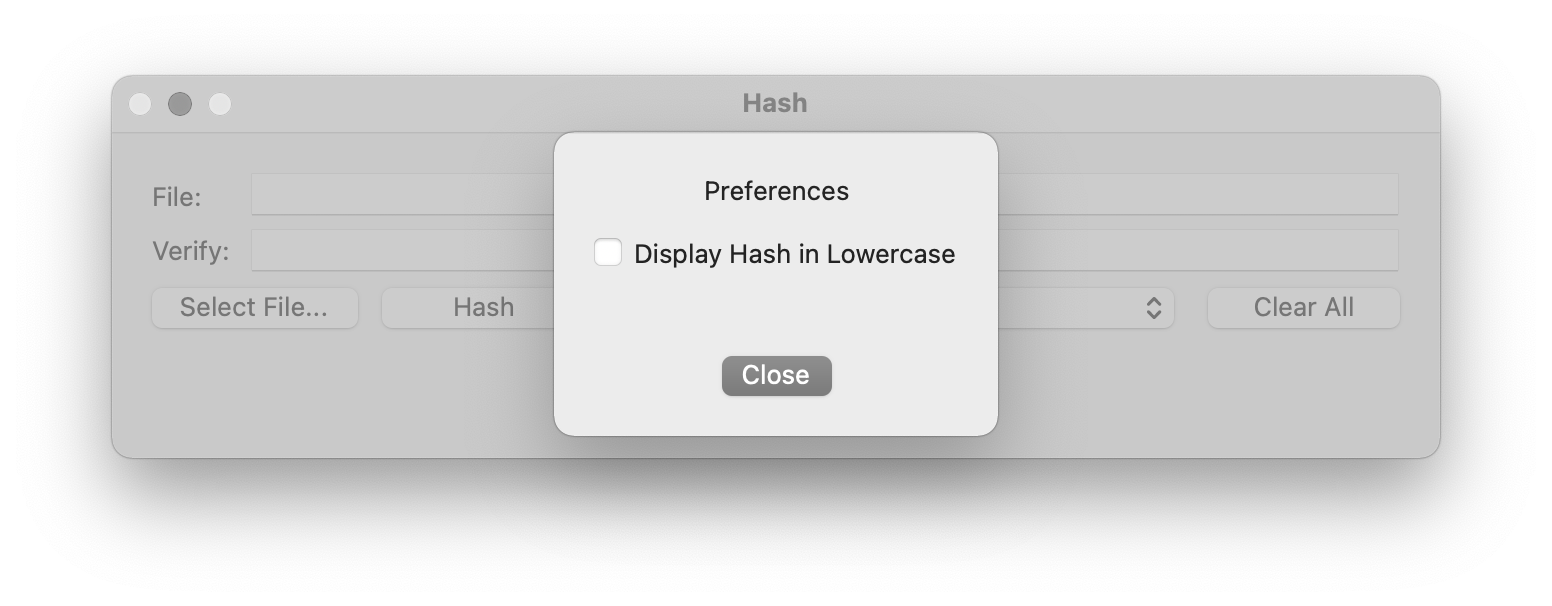 Hash
Preferences
File:
Display Hash in Lowercase
Verify:
Select File...
Hash
Clear All
Close